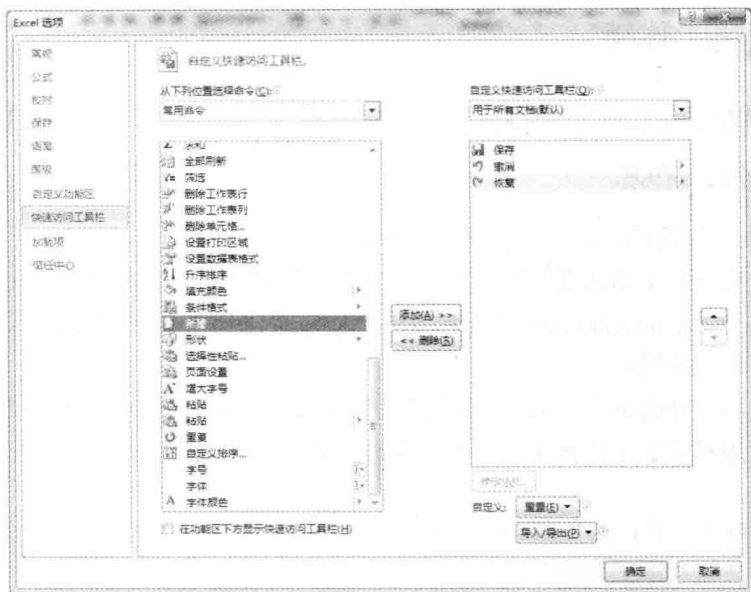 Excel 选项
常规
公式
校对
保存
语言
高级
自定义功能区
快速访问工具栏
加载项
信任中心
自定义快速访问工具栏。
从下列位置选择命令(C):
常用命令
求和
全部刷新
筛选
删除工作表行
删除工作表列
删除单元格...
设置打印区域
设置数据表格式
升序排序
填充颜色
条件格式
新建
形状
选择性粘贴...
页面设置
增大字号
粘贴
粘贴
重复
自定义排序...
字号
字体
字体颜色
在功能区下方显示快速访问工具栏(H)
添加(A) >>
<< 删除(R)
自定义快速访问工具栏(Q):
用于所有文档(默认)
保存
撤消
恢复
修改(M)...
自定义:
重置(E)
导入/导出(P)
确定
取消